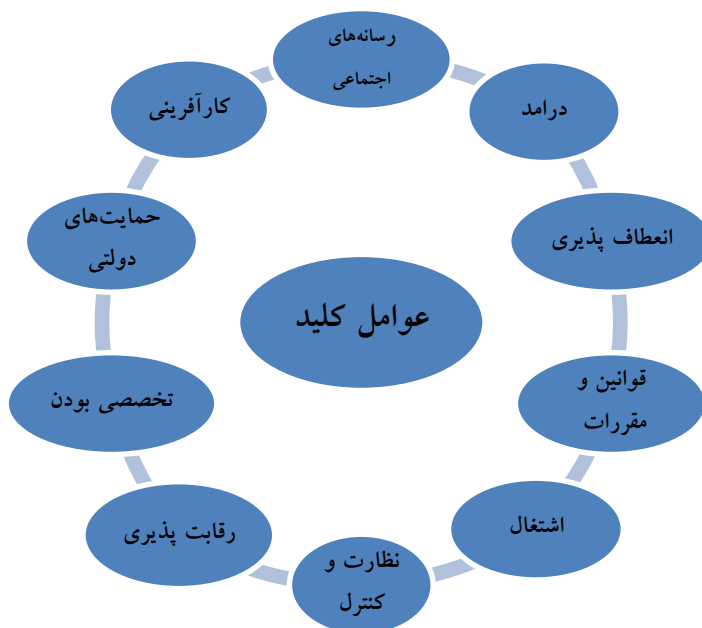 رسانه‌های
اجتماعی
درامد
انعطاف پذیری
قوانین و
مقررات
اشتغال
نظارت و
کنترل
رقابت پذیری
تخصصی بودن
حمایت‌های
دولتی
کارآفرینی
عوامل کلید